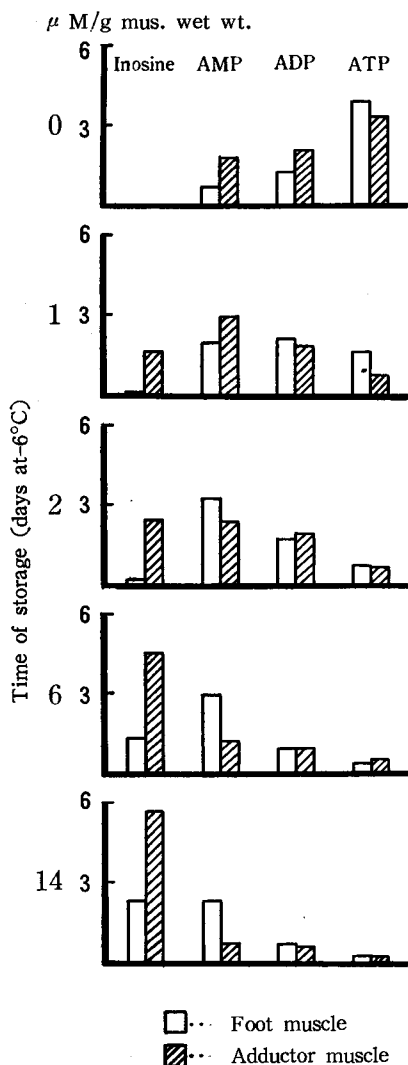 μ M/g mus. wet wt.
6
Inosine AMP ADP ATP
0 3
6
1 3
6
2 3
6
6 3
6
14 3
Time of storage (days at-6°C)
Foot muscle
Adductor muscle